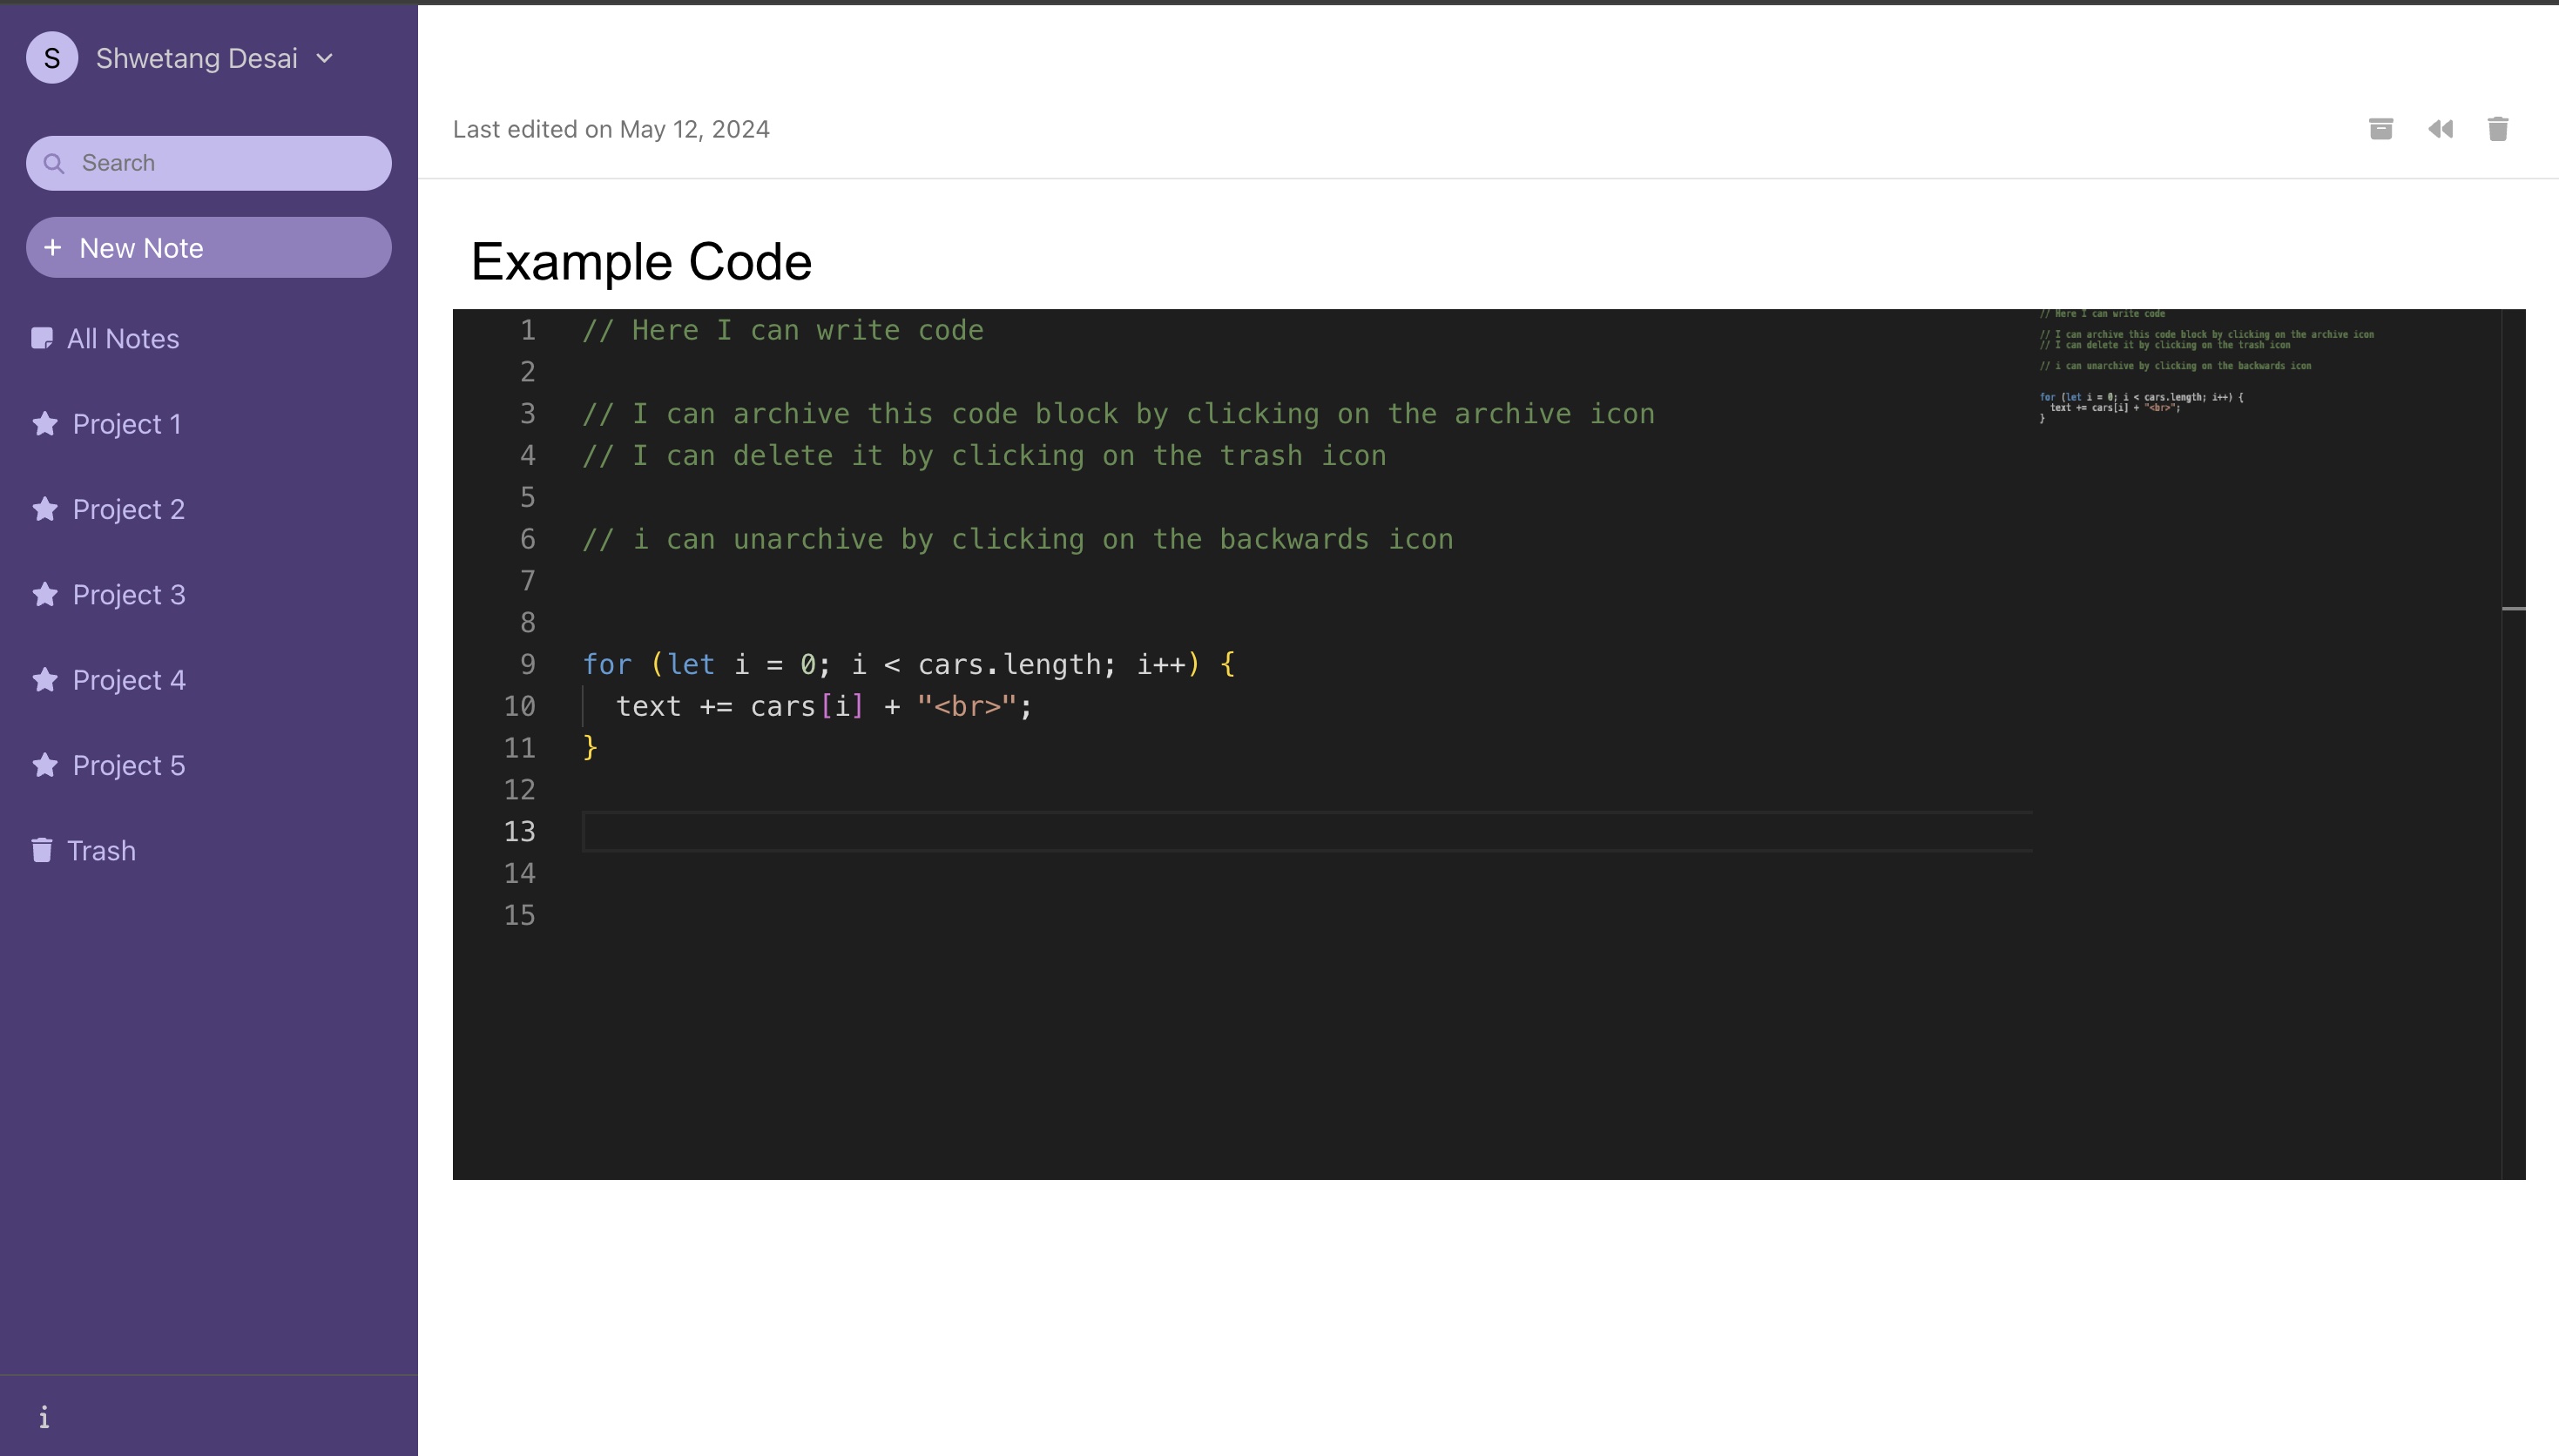 S Shwetang Desai
Search
+ New Note
All Notes
Project 1
Project 2
Project 3
Project 4
Project 5
Trash
i
Last edited on May 12, 2024
Example Code
1 // Here I can write code
2
3 // I can archive this code block by clicking on the archive icon
4 // I can delete it by clicking on the trash icon
5
6 // i can unarchive by clicking on the backwards icon
7
8
9 for (let i = 0; i < cars.length; i++) {
10   text += cars[i] + "<br>";
11 }
12
13
14
15
// Here I can write code
// I can archive this code block by clicking on the archive icon
// I can delete it by clicking on the trash icon
// i can unarchive by clicking on the backwards icon
for (let i = 0; i < cars.length; i++) {
  text += cars[i] + "<br>";
}